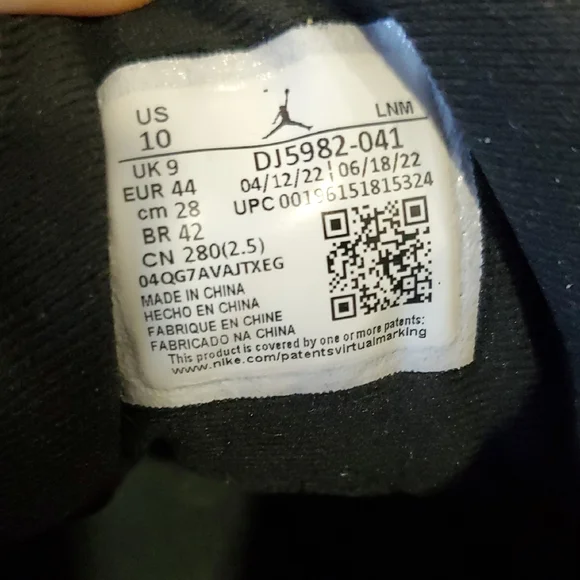 US
10
LNM
UK 9
EUR 44
cm 28
BR 42
CN 280(2.5)
04QG7AVAJTXEG
DJ5982-041
04/12/22 06/18/22
UPC 00196151815324
MADE IN CHINA
HECHO EN CHINA
FABRIQUE EN CHINE
FABRICADO NA CHINA
This product is covered by one or more patents:
www.nike.com/patentsvirtualmarking